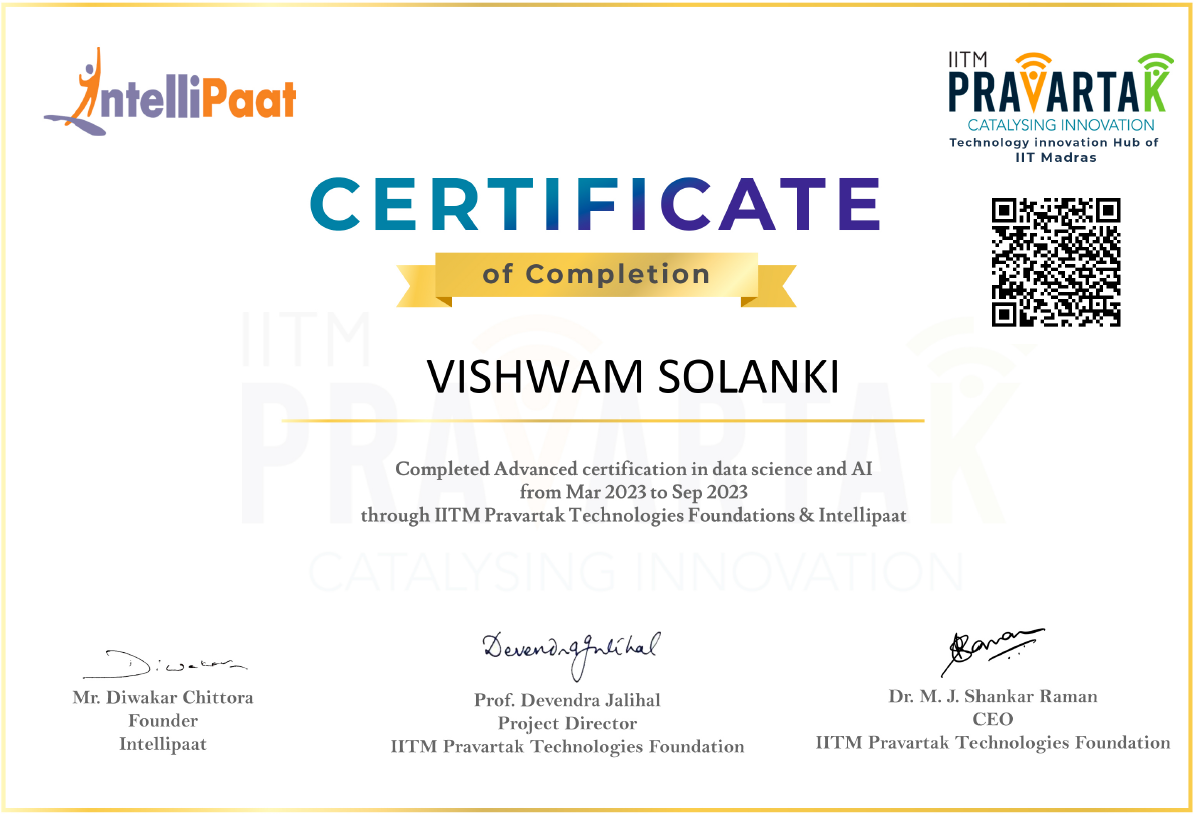 IntelliPaat
IITM
PRAVARTAK
CATALYSING INNOVATION
Technology innovation Hub of
IIT Madras
CERTIFICATE
of Completion
IITM
PRAVARTAK
CATALYSING INNOVATION
VISHWAM SOLANKI
Completed Advanced certification in data science and AI
from Mar 2023 to Sep 2023
through IITM Pravartak Technologies Foundations & Intellipaat
Diwakar
Mr. Diwakar Chittora
Founder
Intellipaat
Devendra Jalihal
Prof. Devendra Jalihal
Project Director
IITM Pravartak Technologies Foundation
Raman
Dr. M. J. Shankar Raman
CEO
IITM Pravartak Technologies Foundation